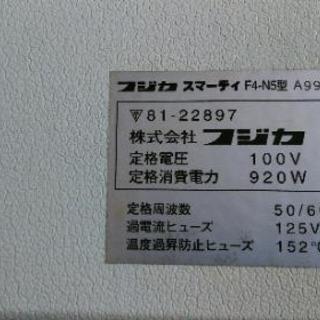 フジカ スマーティ F4-N5型 A99
▽81-22897
株式会社 フジカ
定格電圧 100V
定格消費電力 920W
定格周波数 50/60
過電流ヒューズ 125V
温度過昇防止ヒューズ 152°C